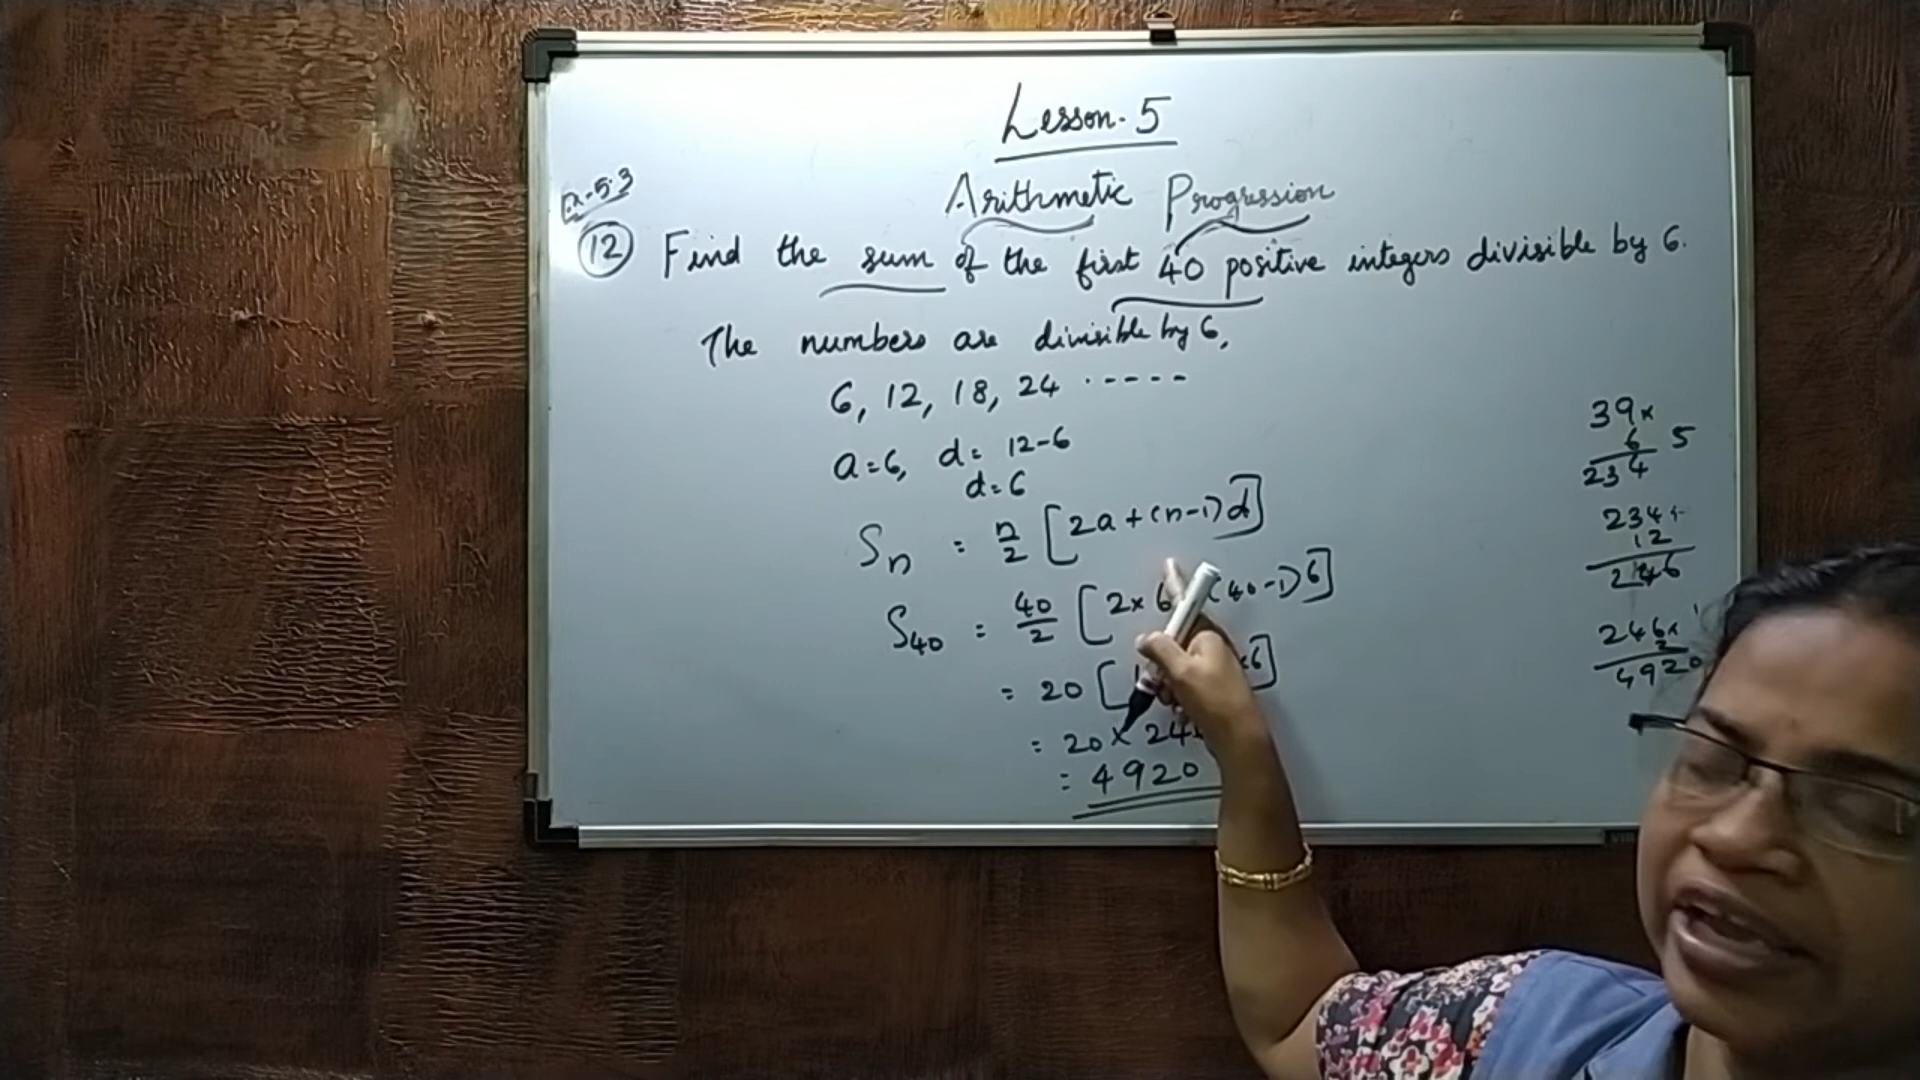 Lesson. 5
Arithmetic Progression
Ex-5.3
12 Find the sum of the first 40 positive integers divisible by 6.
The numbers are divisible by 6,
6, 12, 18, 24 ------
a=6, d= 12-6
d=6
Sn = n/2 [2a+(n-1)d]
S40 = 40/2 [2×6 (40-1)6]
= 20 [1 ×6]
= 20×24
= 4920
39×
6 5
234
234+
12
246
246×
2
4920